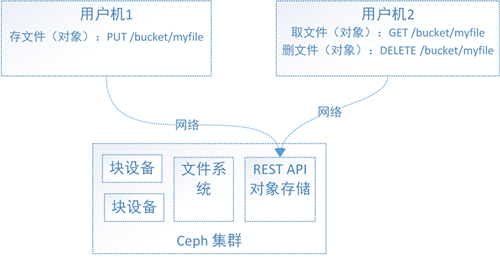 用户机1
存文件（对象）：PUT /bucket/myfile
用户机2
取文件（对象）：GET /bucket/myfile
删文件（对象）：DELETE /bucket/myfile
网络
网络
块设备
块设备
文件系
统
REST API
对象存储
Ceph 集群